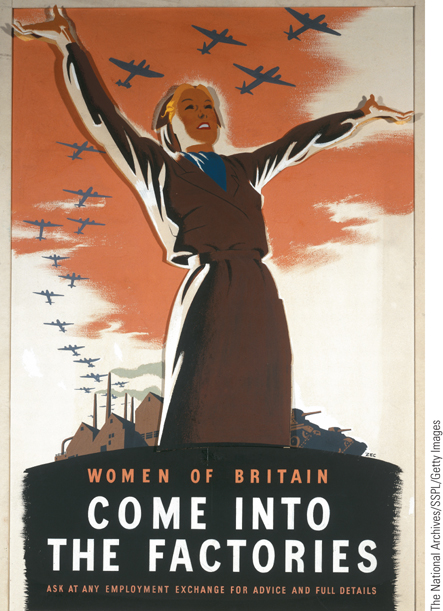 ZEC
WOMEN OF BRITAIN
COME INTO
THE FACTORIES
ASK AT ANY EMPLOYMENT EXCHANGE FOR ADVICE AND FULL DETAILS
The National Archives/SSPL/Getty Images